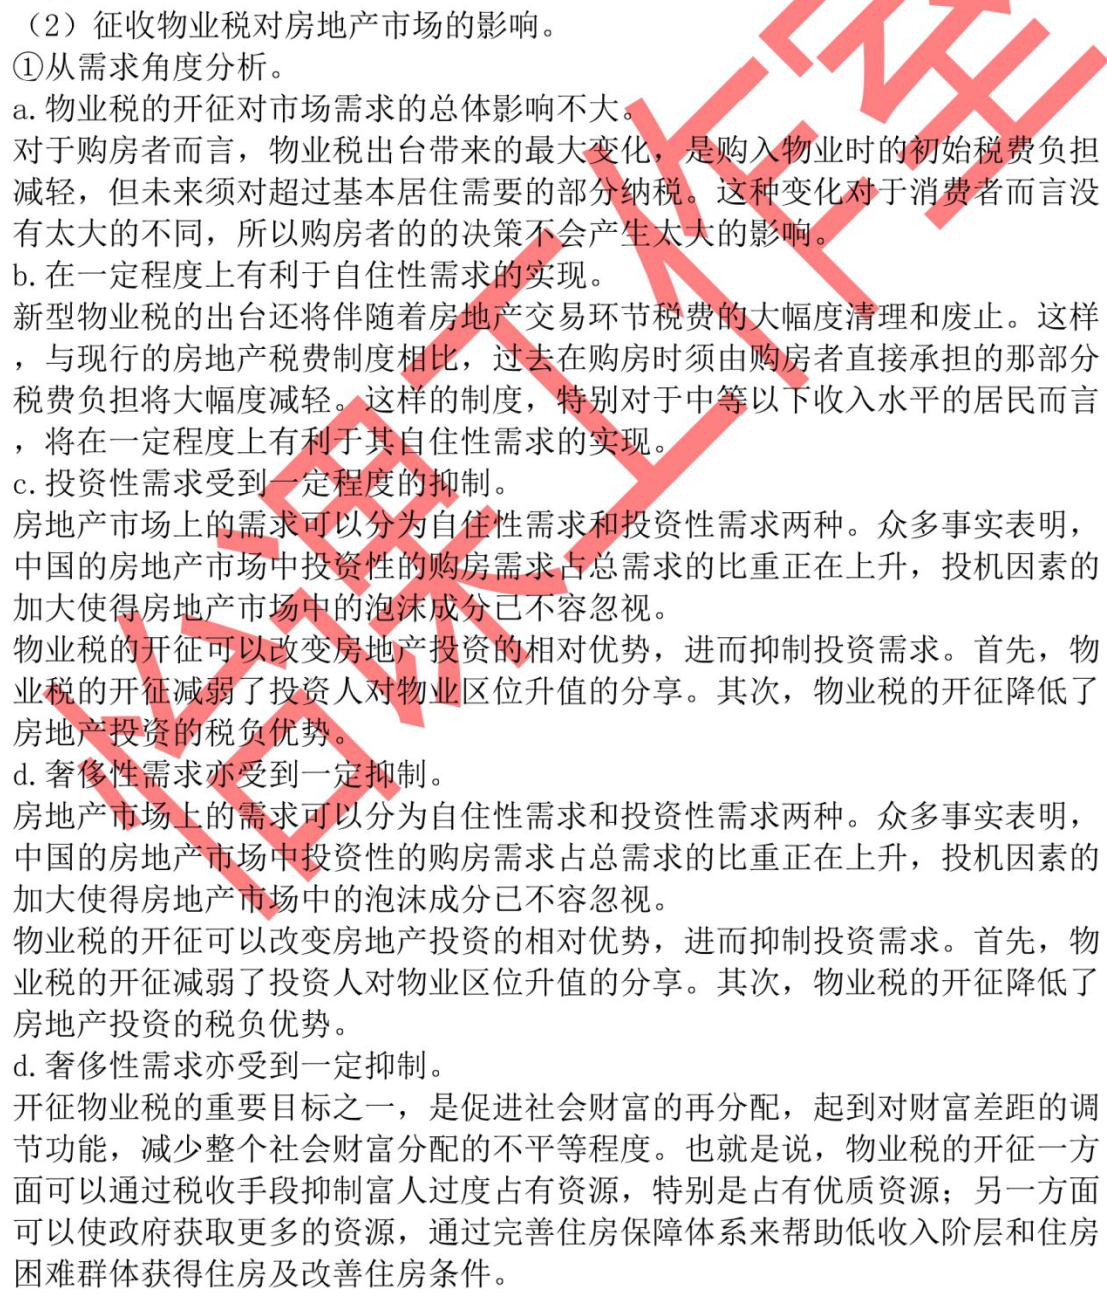 （2）征收物业税对房地产市场的影响。
①从需求角度分析。
a.物业税的开征对市场需求的总体影响不大。
对于购房者而言，物业税出台带来的最大变化，是购入物业时的初始税费负担
减轻，但未来须对超过基本居住需要的部分纳税。这种变化对于消费者而言没
有太大的不同，所以购房者的的决策不会产生太大的影响。
b.在一定程度上有利于自住性需求的实现。
新型物业税的出台还将伴随着房地产交易环节税费的大幅度清理和废止。这样
，与现行的房地产税费制度相比，过去在购房时须由购房者直接承担的那部分
税费负担将大幅度减轻。这样的制度，特别对于中等以下收入水平的居民而言
，将在一定程度上有利于其自住性需求的实现。
c.投资性需求受到一定程度的抑制。
房地产市场上的需求可以分为自住性需求和投资性需求两种。众多事实表明，
中国的房地产市场中投资性的购房需求占总需求的比重正在上升，投机因素的
加大使得房地产市场中的泡沫成分已不容忽视。
物业税的开征可以改变房地产投资的相对优势，进而抑制投资需求。首先，物
业税的开征减弱了投资人对物业区位升值的分享。其次，物业税的开征降低了
房地产投资的税负优势。
d.奢侈性需求亦受到一定抑制。
房地产市场上的需求可以分为自住性需求和投资性需求两种。众多事实表明，
中国的房地产市场中投资性的购房需求占总需求的比重正在上升，投机因素的
加大使得房地产市场中的泡沫成分已不容忽视。
物业税的开征可以改变房地产投资的相对优势，进而抑制投资需求。首先，物
业税的开征减弱了投资人对物业区位升值的分享。其次，物业税的开征降低了
房地产投资的税负优势。
d.奢侈性需求亦受到一定抑制。
开征物业税的重要目标之一，是促进社会财富的再分配，起到对财富差距的调
节功能，减少整个社会财富分配的不平等程度。也就是说，物业税的开征一方
面可以通过税收手段抑制富人过度占有资源，特别是占有优质资源；另一方面
可以使政府获取更多的资源，通过完善住房保障体系来帮助低收入阶层和住房
困难群体获得住房及改善住房条件。
怡课工作室